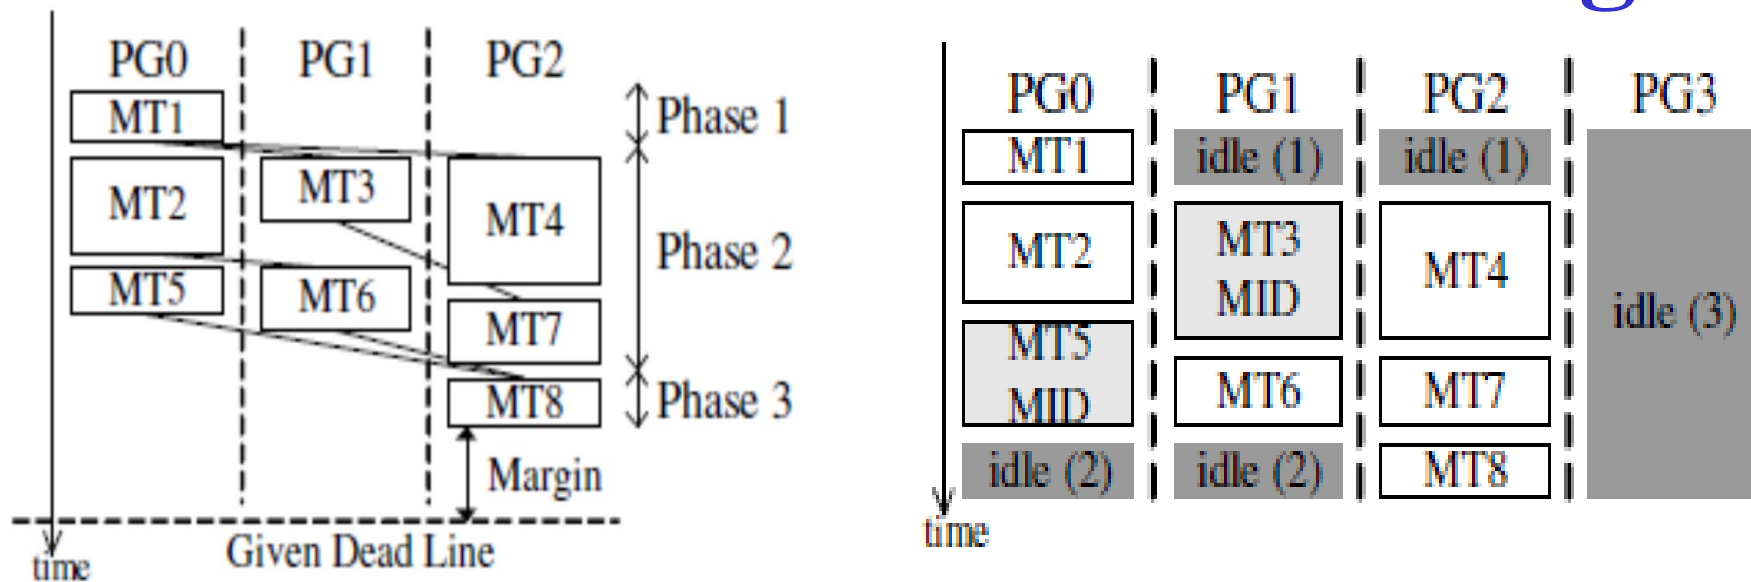 PG0 PG1 PG2
MT1
Phase 1
MT2 MT3 MT4
Phase 2
MT5 MT6 MT7
MT8
Phase 3
Margin
Given Dead Line
time
g
PG0 PG1 PG2 PG3
MT1 idle (1) idle (1)
MT2 MT3 MT4
MID
idle (3)
MT5
MID
MT6 MT7
idle (2) idle (2) MT8
time